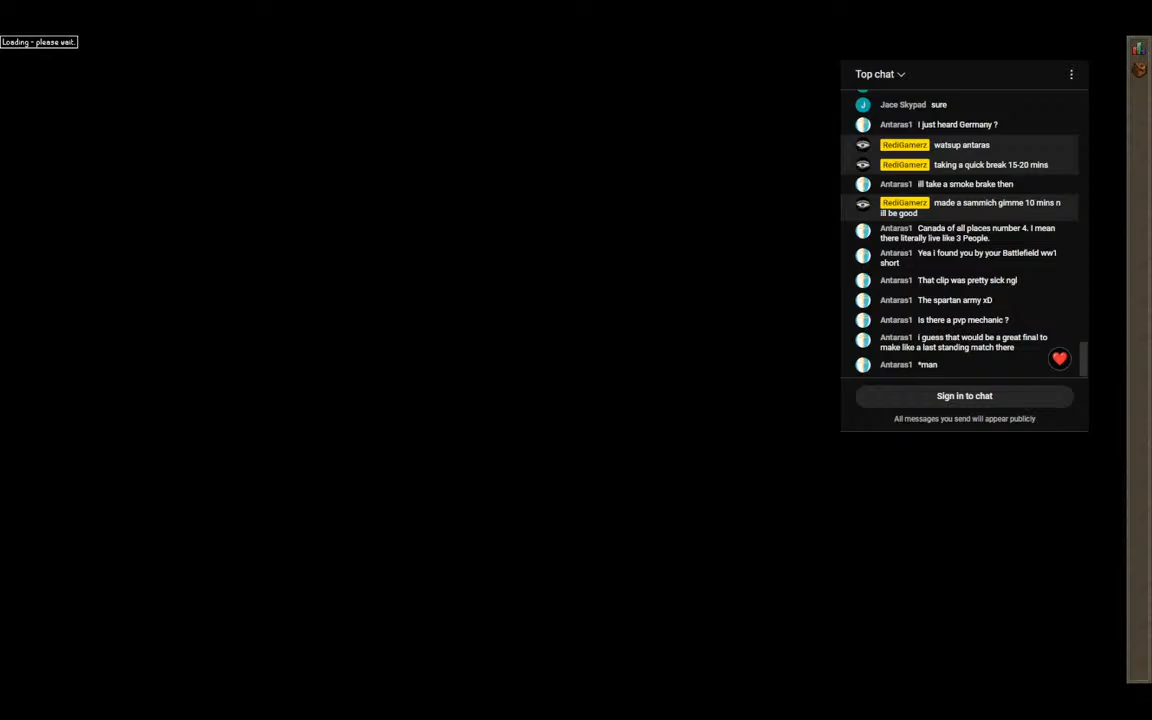 Loading - please wait.
Top chat
Jace Skypad sure
Antaras1 I just heard Germany ?
RediGamerz watsup antaras
RediGamerz taking a quick break 15-20 mins
Antaras1 ill take a smoke brake then
RediGamerz made a sammich gimme 10 mins n
ill be good
Antaras1 Canada of all places number 4. I mean
there literally live like 3 People.
Antaras1 Yea i found you by your Battlefield ww1
short
Antaras1 That clip was pretty sick ngl
Antaras1 The spartan army xD
Antaras1 Is there a pvp mechanic ?
Antaras1 i guess that would be a great final to
make like a last standing match there
Antaras1 *man
Sign in to chat
All messages you send will appear publicly